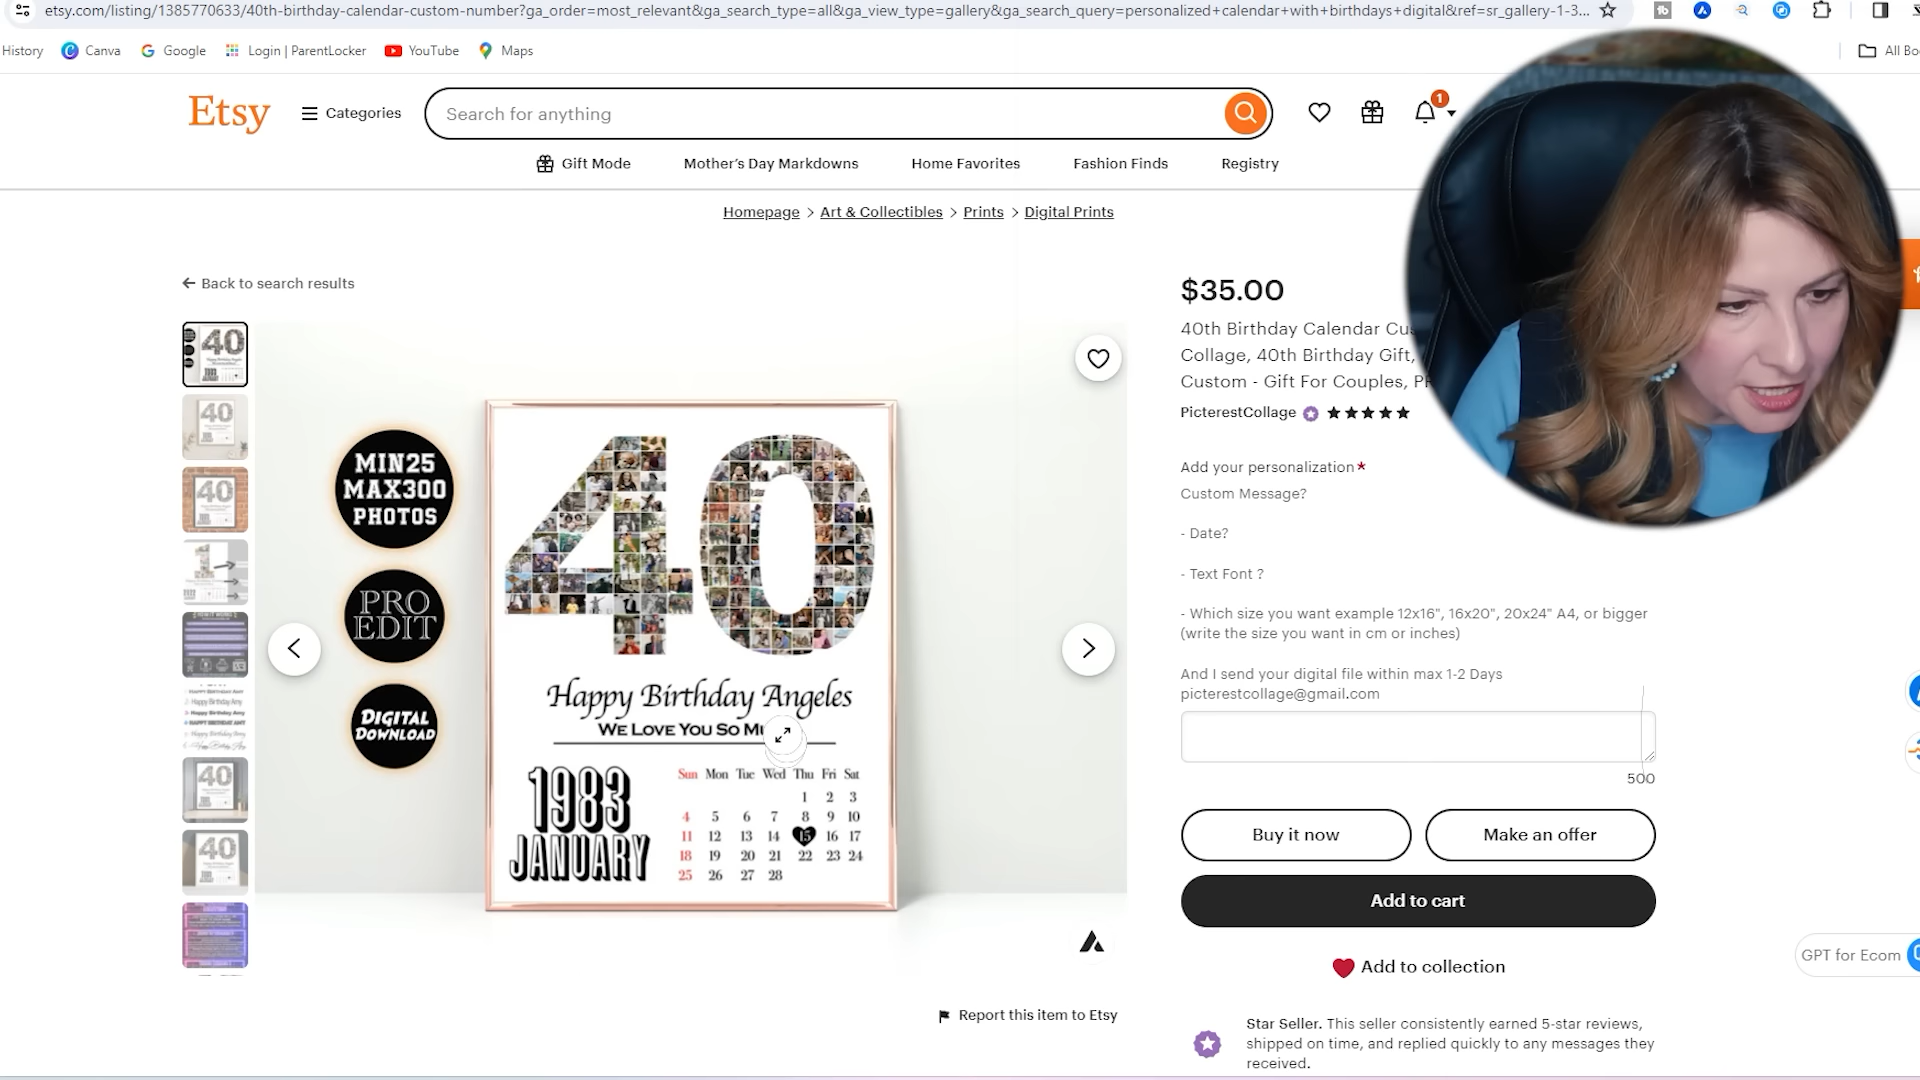 etsy.com/listing/1385770633/40th-birthday-calendar-custom-number?ga_order=most_relevant&ga_search_type=all&ga_view_type=gallery&ga_search_query=personalized+calendar+with+birthdays+digital&ref=sr_gallery-1-3...
History
Canva
Google
Login | ParentLocker
YouTube
Maps
All Bo
Etsy
Categories
Search for anything
1
Gift Mode
Mother's Day Markdowns
Home Favorites
Fashion Finds
Registry
Homepage > Art & Collectibles > Prints > Digital Prints
Back to search results
MIN25
MAX300
PHOTOS
PRO
EDIT
DIGITAL
DOWNLOAD
40
Happy Birthday Angeles
WE LOVE YOU SO
1983
JANUARY
Sun Mon Tue Wed Thu Fri Sat
1 2 3
4 5 6 7 8 9 10
11 12 13 14 15 16 17
18 19 20 21 22 23 24
25 26 27 28
Report this item to Etsy
$35.00
40th Birthday Calendar
Collage, 40th Birthday Gift,
Custom - Gift For Couples,
PicterestCollage
Add your personalization *
Custom Message?
- Date?
- Text Font ?
- Which size you want example 12x16", 16x20", 20x24" A4, or bigger
(write the size you want in cm or inches)
And I send your digital file within max 1-2 Days
picterestcollage@gmail.com
500
Buy it now
Make an offer
Add to cart
Add to collection
Star Seller. This seller consistently earned 5-star reviews,
shipped on time, and replied quickly to any messages they
received.
GPT for Ecom